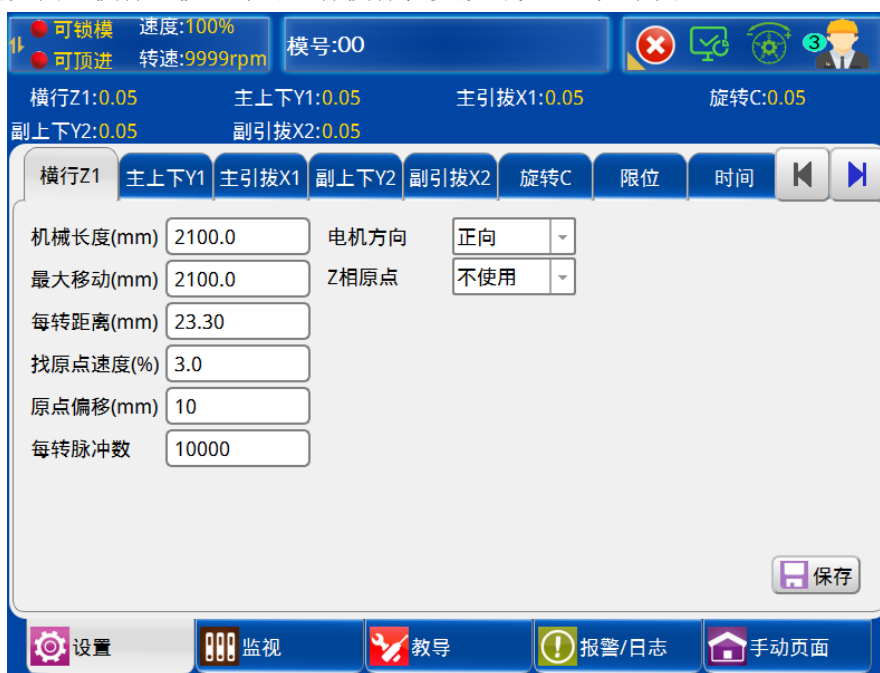 可锁模 速度:100%
可顶进 转速:9999rpm
模号:00
3
横行Z1:0.05 主上下Y1:0.05 主引拔X1:0.05 旋转C:0.05
副上下Y2:0.05 副引拔X2:0.05
横行Z1 主上下Y1 主引拔X1 副上下Y2 副引拔X2 旋转C 限位 时间
机械长度(mm) 2100.0 电机方向 正向
最大移动(mm) 2100.0 Z相原点 不使用
每转距离(mm) 23.30
找原点速度(%) 3.0
原点偏移(mm) 10
每转脉冲数 10000
保存
设置 监视 教导 报警/日志 手动页面